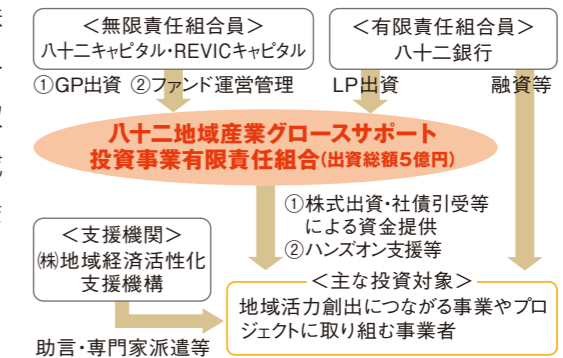 ＜無限責任組合員＞
八十二キャピタル・REVICキャピタル
＜有限責任組合員＞
八十二銀行
①GP出資 ②ファンド運営管理
LP出資
融資等
八十二地域産業グロースサポート
投資事業有限責任組合(出資総額5億円)
①株式出資・社債引受等
による資金提供
②ハンズオン支援等
＜支援機関＞
㈱地域経済活性化
支援機構
＜主な投資対象＞
地域活力創出につながる事業やプロ
ジェクトに取り組む事業者
助言・専門家派遣等